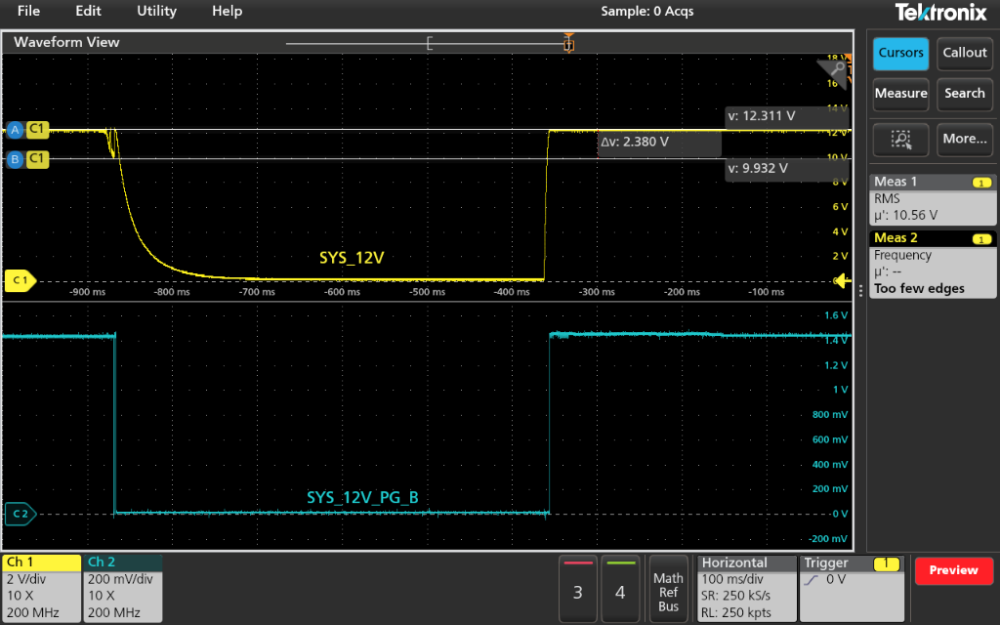 File Edit Utility Help Sample: 0 Acqs Tektronix
Waveform View
Cursors Callout
Measure Search
More...
18 V
16
14 V
v: 12.311 V
A C1
12 V
Δv: 2.380 V
B C1
10 V
v: 9.932 V
8 V
6 V
4 V
SYS_12V
2 V
C 1
-900 ms -800 ms -700 ms -600 ms -500 ms -400 ms -300 ms -200 ms -100 ms
Meas 1 1
RMS
µ': 10.56 V
Meas 2 1
Frequency
µ': --
Too few edges
1.6 V
1.4 V
1.2 V
1 V
800 mV
600 mV
400 mV
200 mV
SYS_12V_PG_B
C 2
0 V
-200 mV
Ch 1
2 V/div
10 X
200 MHz
Ch 2
200 mV/div
10 X
200 MHz
3
4
Math
Ref
Bus
Horizontal
100 ms/div
SR: 250 kS/s
RL: 250 kpts
Trigger 1
0 V
Preview